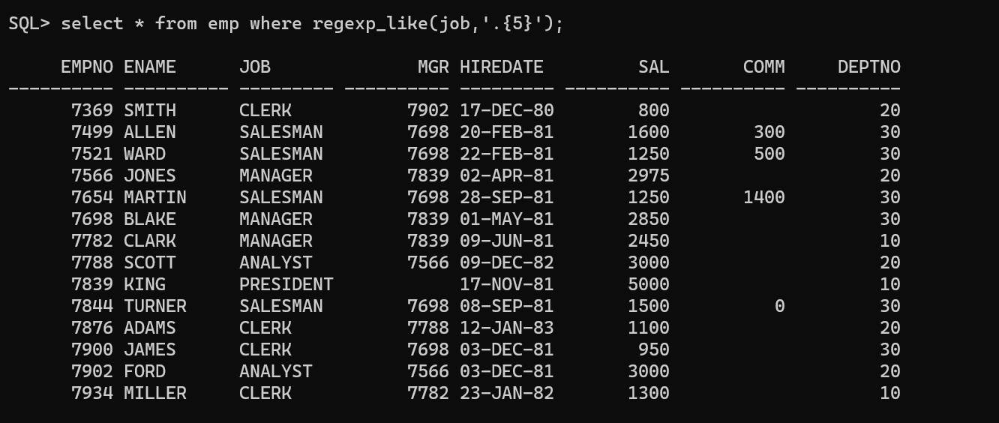 SQL> select * from emp where regexp_like(job,'.{5}');
     EMPNO ENAME      JOB              MGR HIREDATE         SAL       COMM     DEPTNO
---------- ---------- --------- ---------- --------- ---------- ---------- ----------
      7369 SMITH      CLERK           7902 17-DEC-80        800                    20
      7499 ALLEN      SALESMAN        7698 20-FEB-81       1600        300         30
      7521 WARD       SALESMAN        7698 22-FEB-81       1250        500         30
      7566 JONES      MANAGER         7839 02-APR-81       2975                    20
      7654 MARTIN     SALESMAN        7698 28-SEP-81       1250       1400         30
      7698 BLAKE      MANAGER         7839 01-MAY-81       2850                    30
      7782 CLARK      MANAGER         7839 09-JUN-81       2450                    10
      7788 SCOTT      ANALYST         7566 09-DEC-82       3000                    20
      7839 KING       PRESIDENT            17-NOV-81       5000                    10
      7844 TURNER     SALESMAN        7698 08-SEP-81       1500          0         30
      7876 ADAMS      CLERK           7788 12-JAN-83       1100                    20
      7900 JAMES      CLERK           7698 03-DEC-81        950                    30
      7902 FORD       ANALYST         7566 03-DEC-81       3000                    20
      7934 MILLER     CLERK           7782 23-JAN-82       1300                    10